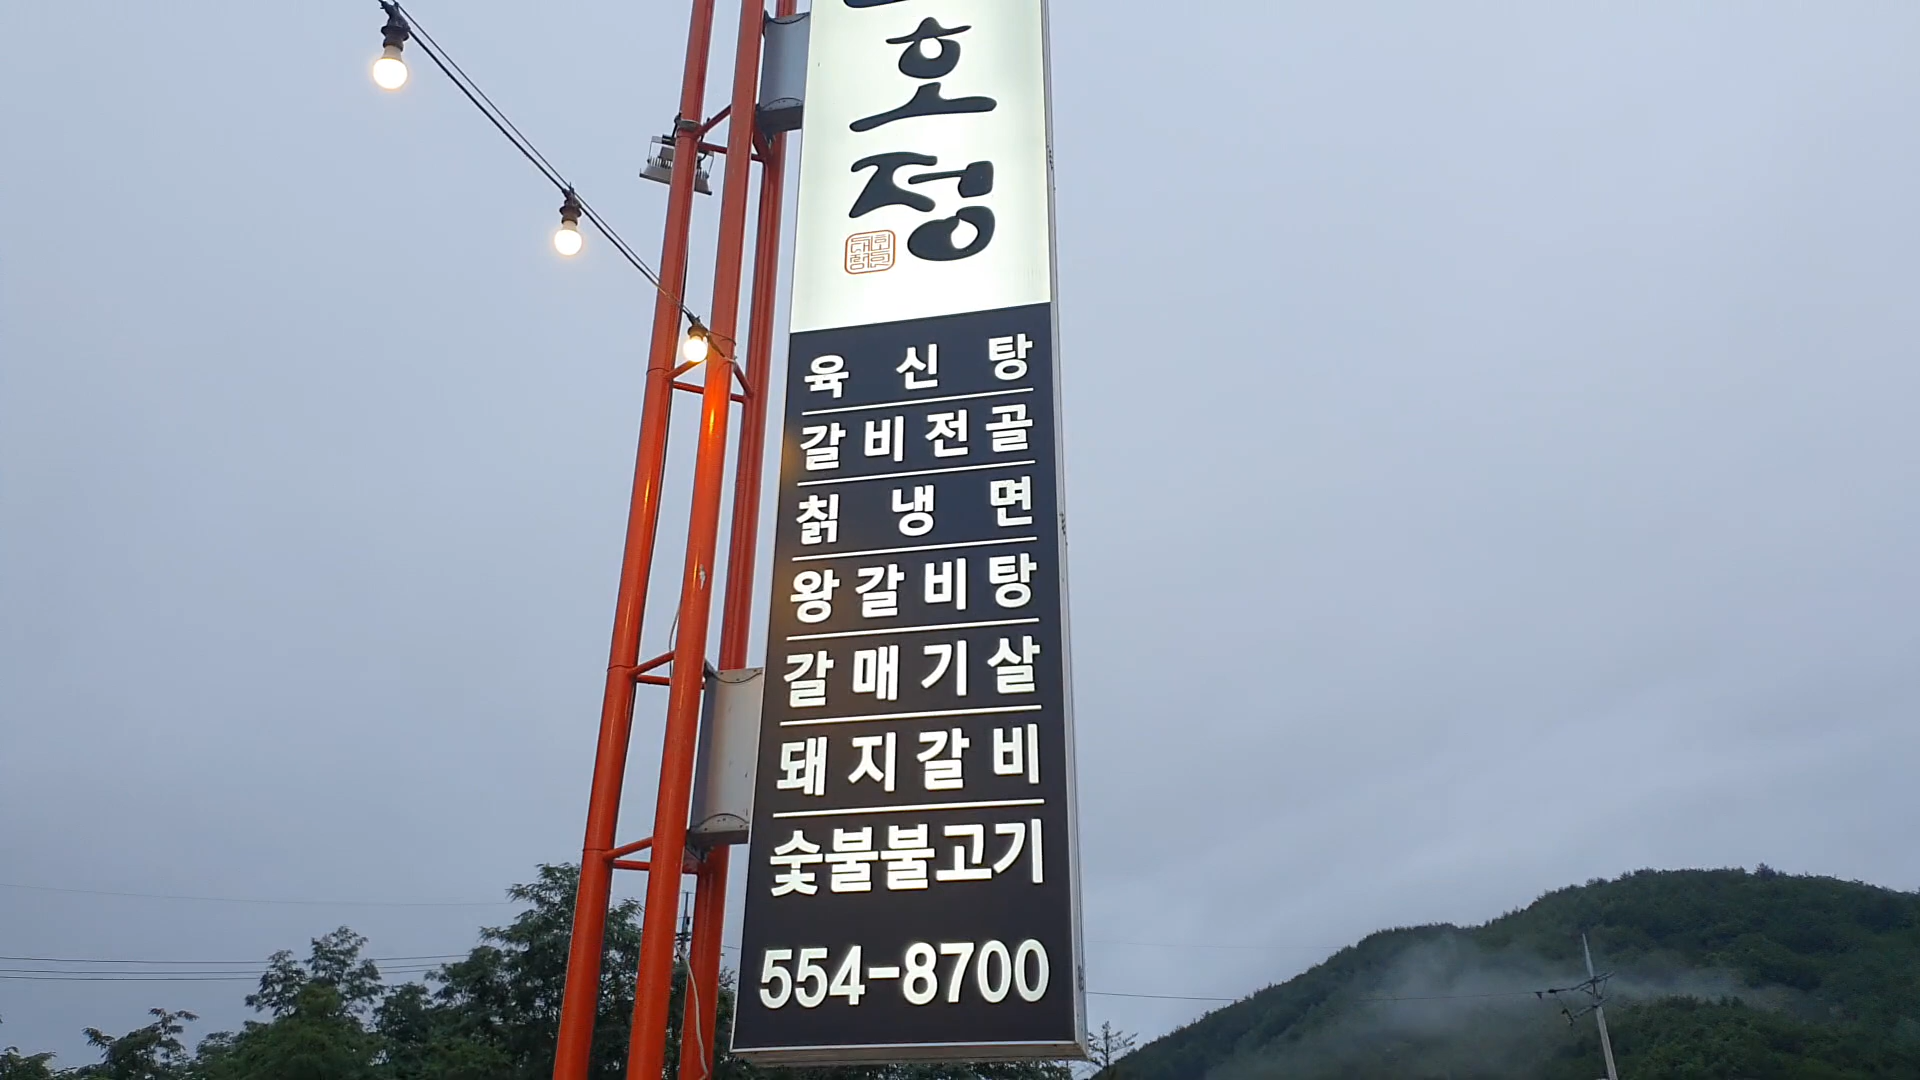 호
정
육신탕
갈비전골
칡냉면
왕갈비탕
갈매기살
돼지갈비
숯불불고기
554-8700